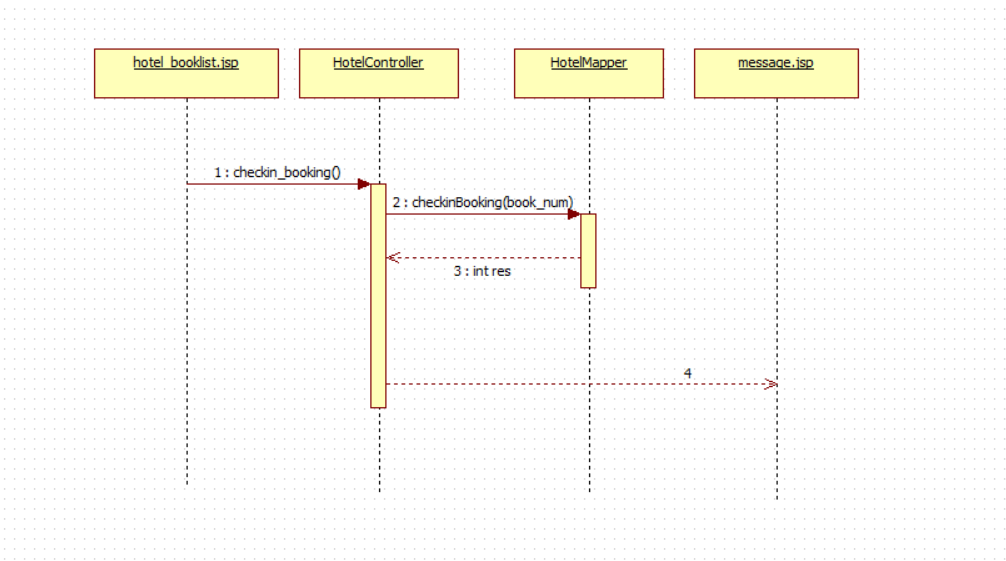 hotel_booklist.jsp
HotelController
HotelMapper
message.jsp
1 : checkin_booking()
2 : checkinBooking(book_num)
3 : int res
4